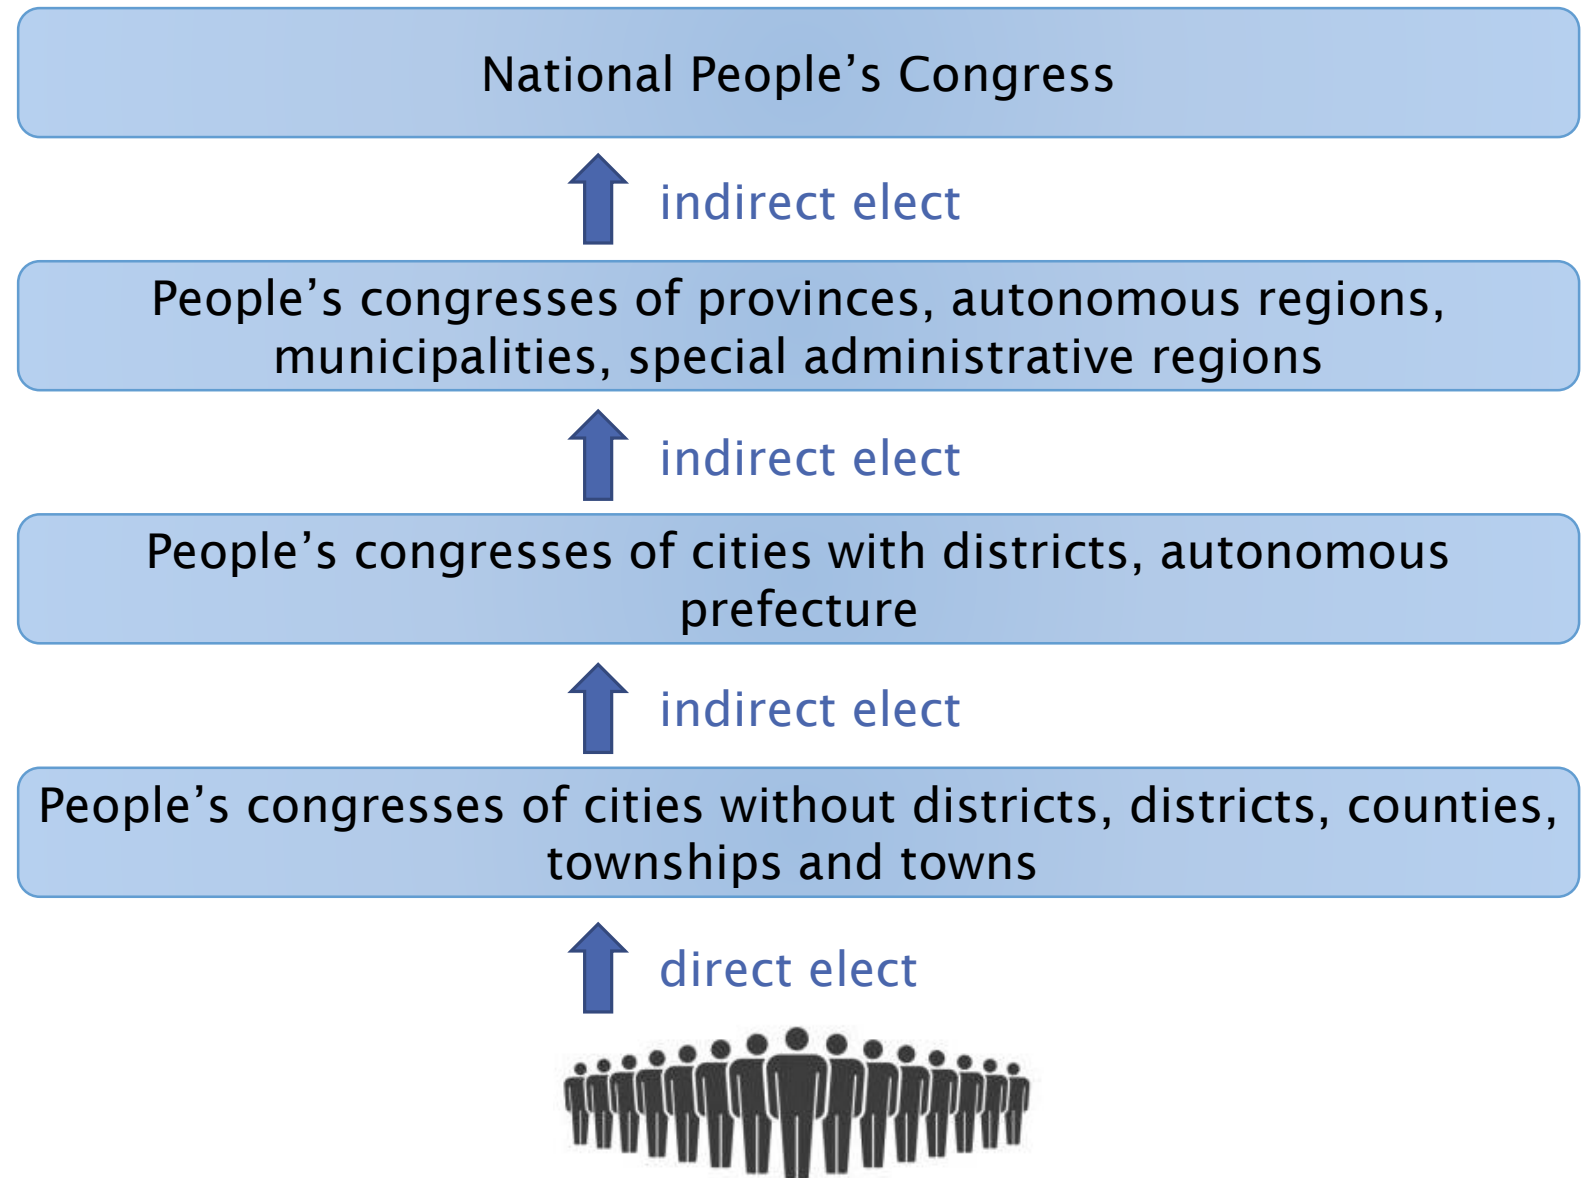 National People’s Congress
indirect elect
People’s congresses of provinces, autonomous regions,
municipalities, special administrative regions
indirect elect
People’s congresses of cities with districts, autonomous
prefecture
indirect elect
People’s congresses of cities without districts, districts, counties,
townships and towns
direct elect